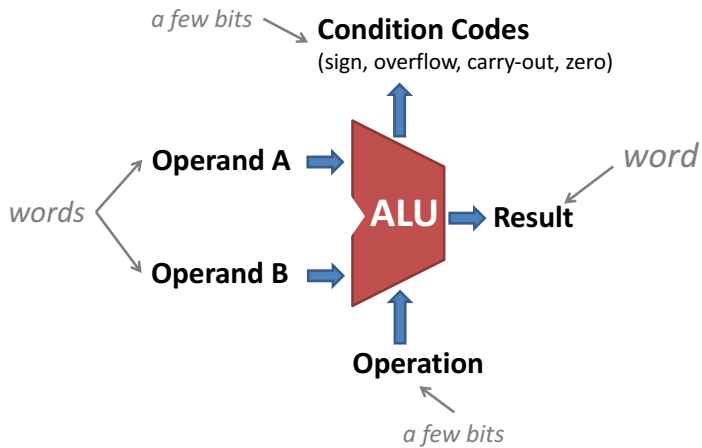 a few bits
Condition Codes
(sign, overflow, carry-out, zero)
Operand A
word
words
ALU
Result
Operand B
Operation
a few bits